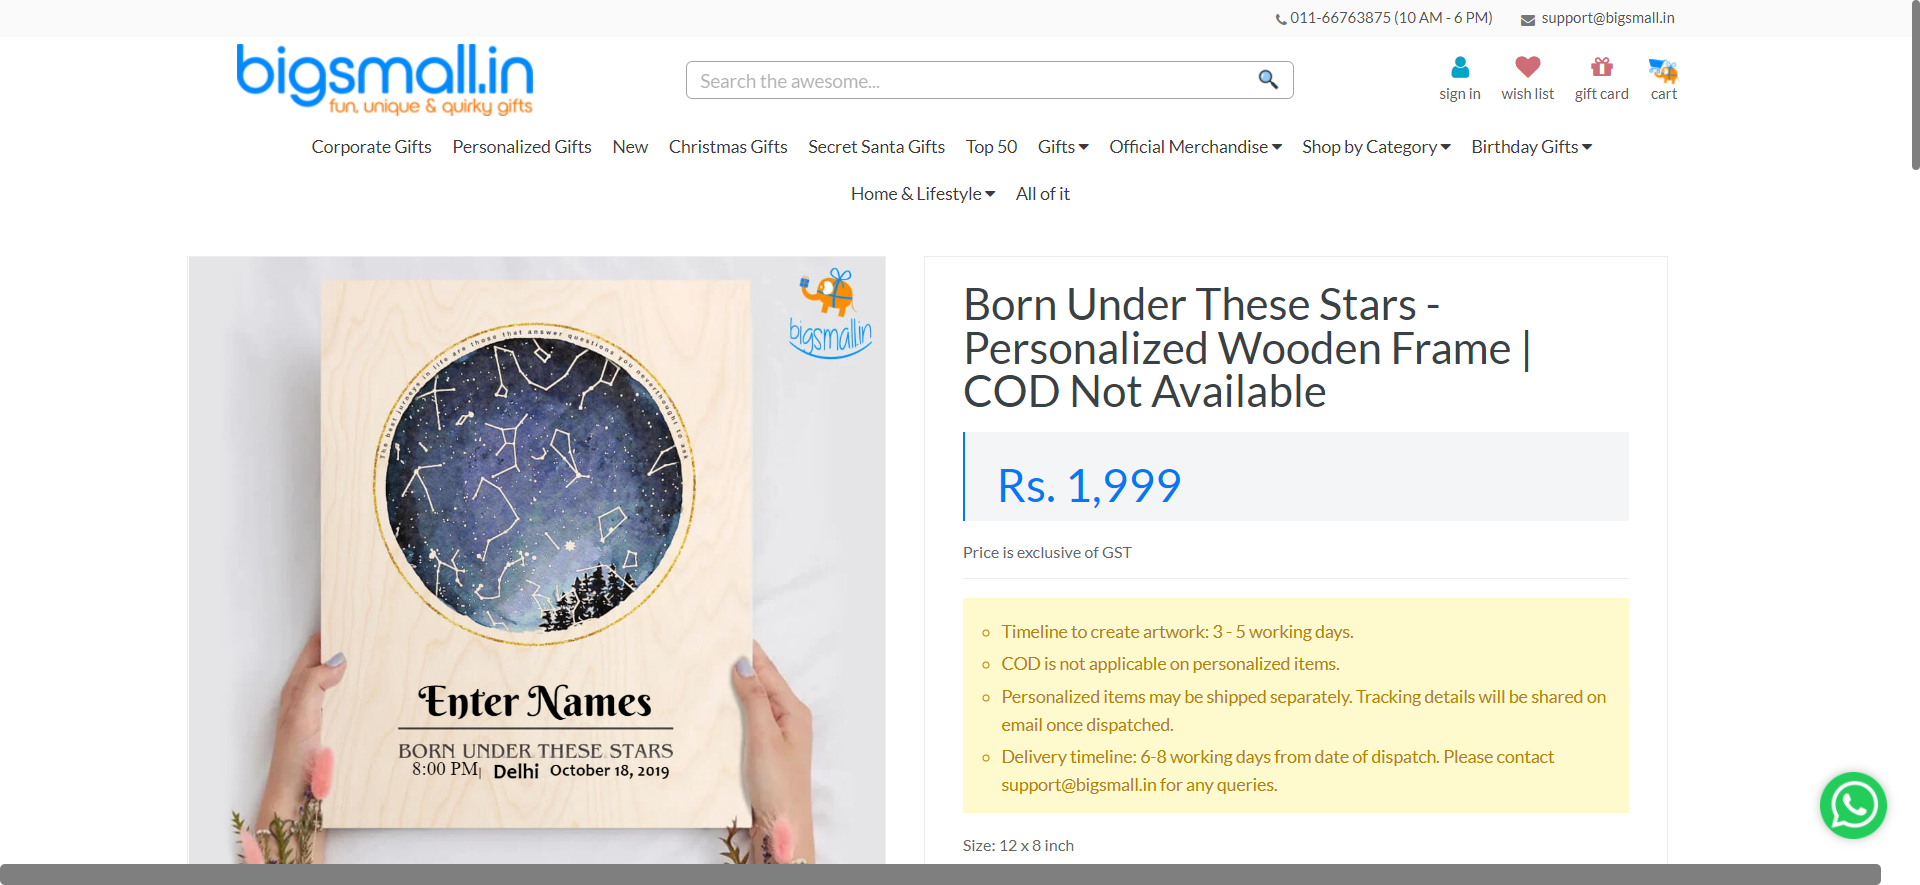 011-66763875 (10 AM - 6 PM) support@bigsmall.in
bigsmall.in
fun, unique & quirky gifts
Search the awesome...
sign in wish list gift card cart
Corporate Gifts Personalized Gifts New Christmas Gifts Secret Santa Gifts Top 50 Gifts Official Merchandise Shop by Category Birthday Gifts
Home & Lifestyle All of it
bigsmall.in
The best journeys in life are those that answer questions you neverthought to ask
Enter Names
BORN UNDER THESE STARS
8:00 PM| Delhi October 18, 2019
Born Under These Stars -
Personalized Wooden Frame |
COD Not Available
Rs. 1,999
Price is exclusive of GST
Timeline to create artwork: 3 - 5 working days.
COD is not applicable on personalized items.
Personalized items may be shipped separately. Tracking details will be shared on
email once dispatched.
Delivery timeline: 6-8 working days from date of dispatch. Please contact
support@bigsmall.in for any queries.
Size: 12 x 8 inch